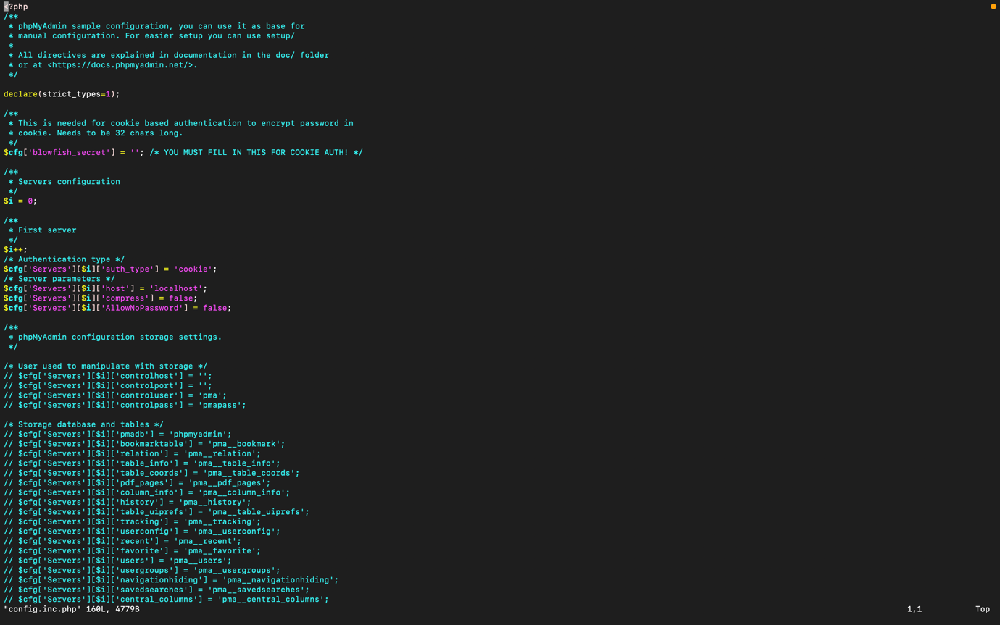 <?php
/**
 * phpMyAdmin sample configuration, you can use it as base for
 * manual configuration. For easier setup you can use setup/
 *
 * All directives are explained in documentation in the doc/ folder
 * or at <https://docs.phpmyadmin.net/>.
 */
declare(strict_types=1);
/**
 * This is needed for cookie based authentication to encrypt password in
 * cookie. Needs to be 32 chars long.
 */
$cfg['blowfish_secret'] = ''; /* YOU MUST FILL IN THIS FOR COOKIE AUTH! */
/**
 * Servers configuration
 */
$i = 0;
/**
 * First server
 */
$i++;
/* Authentication type */
$cfg['Servers'][$i]['auth_type'] = 'cookie';
/* Server parameters */
$cfg['Servers'][$i]['host'] = 'localhost';
$cfg['Servers'][$i]['compress'] = false;
$cfg['Servers'][$i]['AllowNoPassword'] = false;
/**
 * phpMyAdmin configuration storage settings.
 */
/* User used to manipulate with storage */
// $cfg['Servers'][$i]['controlhost'] = '';
// $cfg['Servers'][$i]['controlport'] = '';
// $cfg['Servers'][$i]['controluser'] = 'pma';
// $cfg['Servers'][$i]['controlpass'] = 'pmapass';
/* Storage database and tables */
// $cfg['Servers'][$i]['pmadb'] = 'phpmyadmin';
// $cfg['Servers'][$i]['bookmarktable'] = 'pma__bookmark';
// $cfg['Servers'][$i]['relation'] = 'pma__relation';
// $cfg['Servers'][$i]['table_info'] = 'pma__table_info';
// $cfg['Servers'][$i]['table_coords'] = 'pma__table_coords';
// $cfg['Servers'][$i]['pdf_pages'] = 'pma__pdf_pages';
// $cfg['Servers'][$i]['column_info'] = 'pma__column_info';
// $cfg['Servers'][$i]['history'] = 'pma__history';
// $cfg['Servers'][$i]['table_uiprefs'] = 'pma__table_uiprefs';
// $cfg['Servers'][$i]['tracking'] = 'pma__tracking';
// $cfg['Servers'][$i]['userconfig'] = 'pma__userconfig';
// $cfg['Servers'][$i]['recent'] = 'pma__recent';
// $cfg['Servers'][$i]['favorite'] = 'pma__favorite';
// $cfg['Servers'][$i]['users'] = 'pma__users';
// $cfg['Servers'][$i]['usergroups'] = 'pma__usergroups';
// $cfg['Servers'][$i]['navigationhiding'] = 'pma__navigationhiding';
// $cfg['Servers'][$i]['savedsearches'] = 'pma__savedsearches';
// $cfg['Servers'][$i]['central_columns'] = 'pma__central_columns';
"config.inc.php" 160L, 4779B 1,1 Top